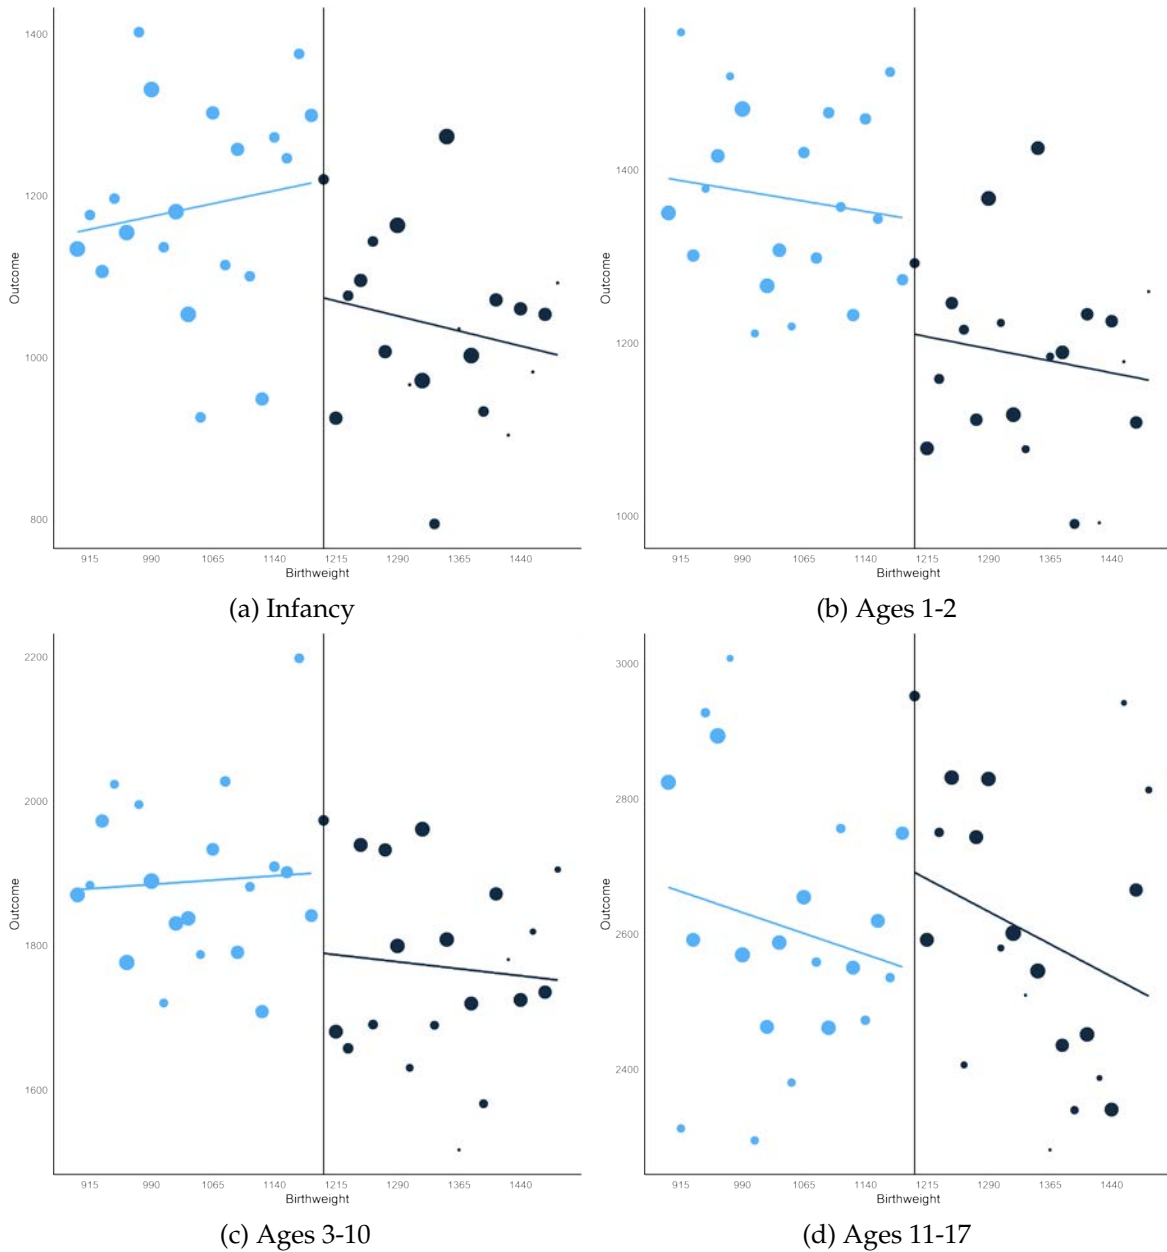 1400
1200
1000
800
Outcome
915 990 1065 1140 1215 1290 1365 1440
Birthweight
(a) Infancy
1400
1200
1000
Outcome
915 990 1065 1140 1215 1290 1365 1440
Birthweight
(b) Ages 1-2
2200
2000
1800
1600
Outcome
915 990 1065 1140 1215 1290 1365 1440
Birthweight
(c) Ages 3-10
3000
2800
2600
2400
Outcome
915 990 1065 1140 1215 1290 1365 1440
Birthweight
(d) Ages 11-17